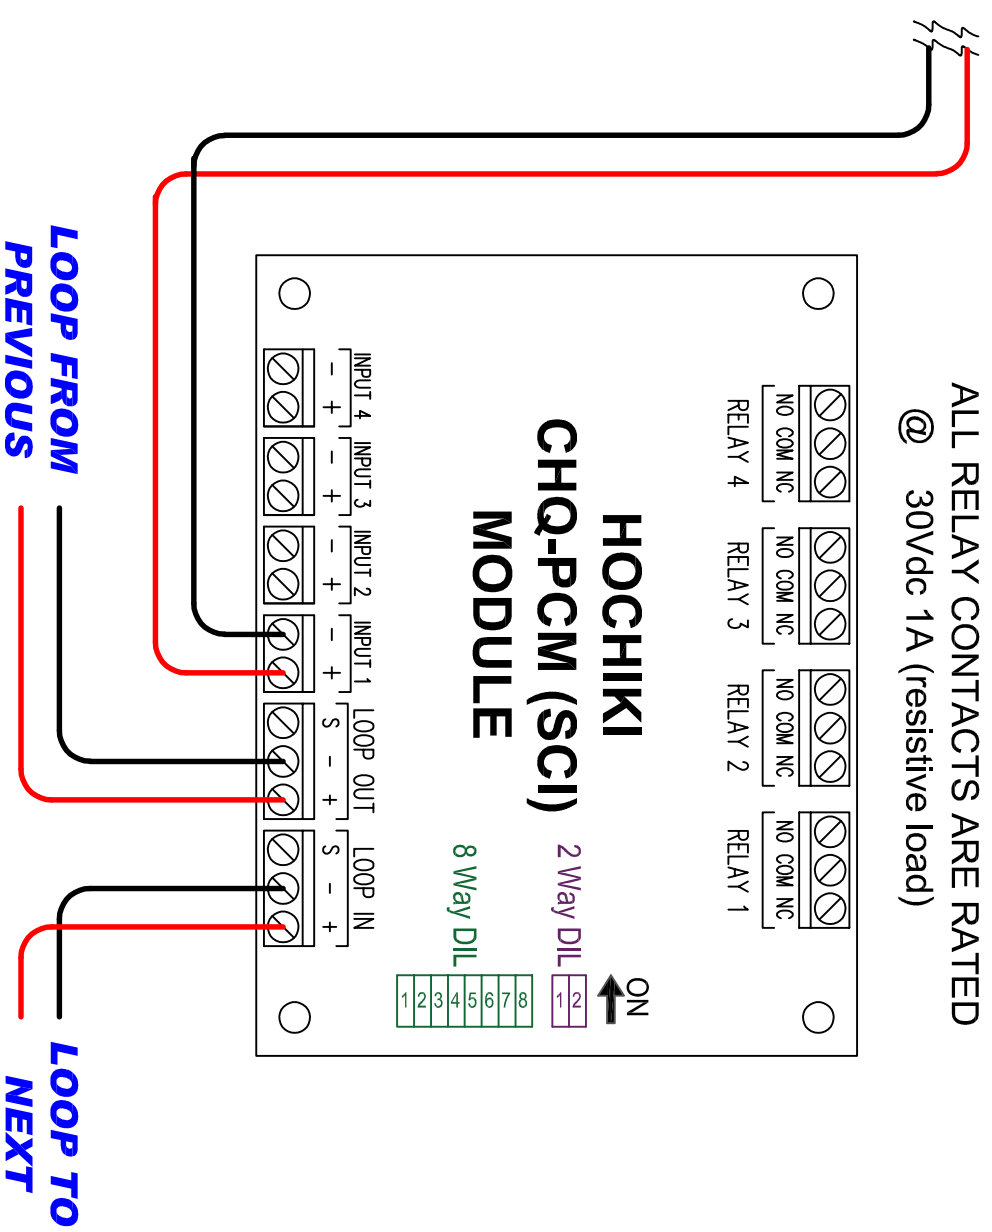 ALL RELAY CONTACTS ARE RATED
@ 30Vdc 1A (resistive load)
NO COM NC
RELAY 4
NO COM NC
RELAY 3
NO COM NC
RELAY 2
NO COM NC
RELAY 1
HOCHIKI
CHQ-PCM (SCI)
MODULE
ON
1 2
2 Way DIL
1 2 3 4 5 6 7 8
8 Way DIL
INPUT 4
- +
INPUT 3
- +
INPUT 2
- +
INPUT 1
- +
LOOP OUT
S - +
LOOP IN
S - +
LOOP FROM
PREVIOUS
LOOP TO
NEXT